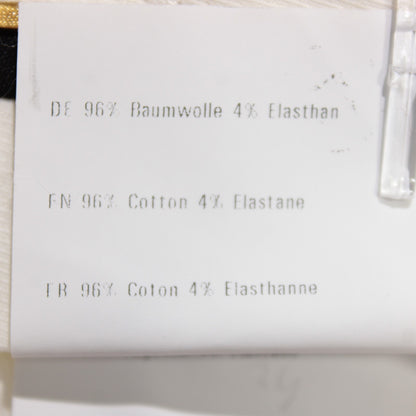 DE 96% Baumwolle 4% Elasthan
EN 96% Cotton 4% Elastane
FR 96% Coton 4% Elasthanne